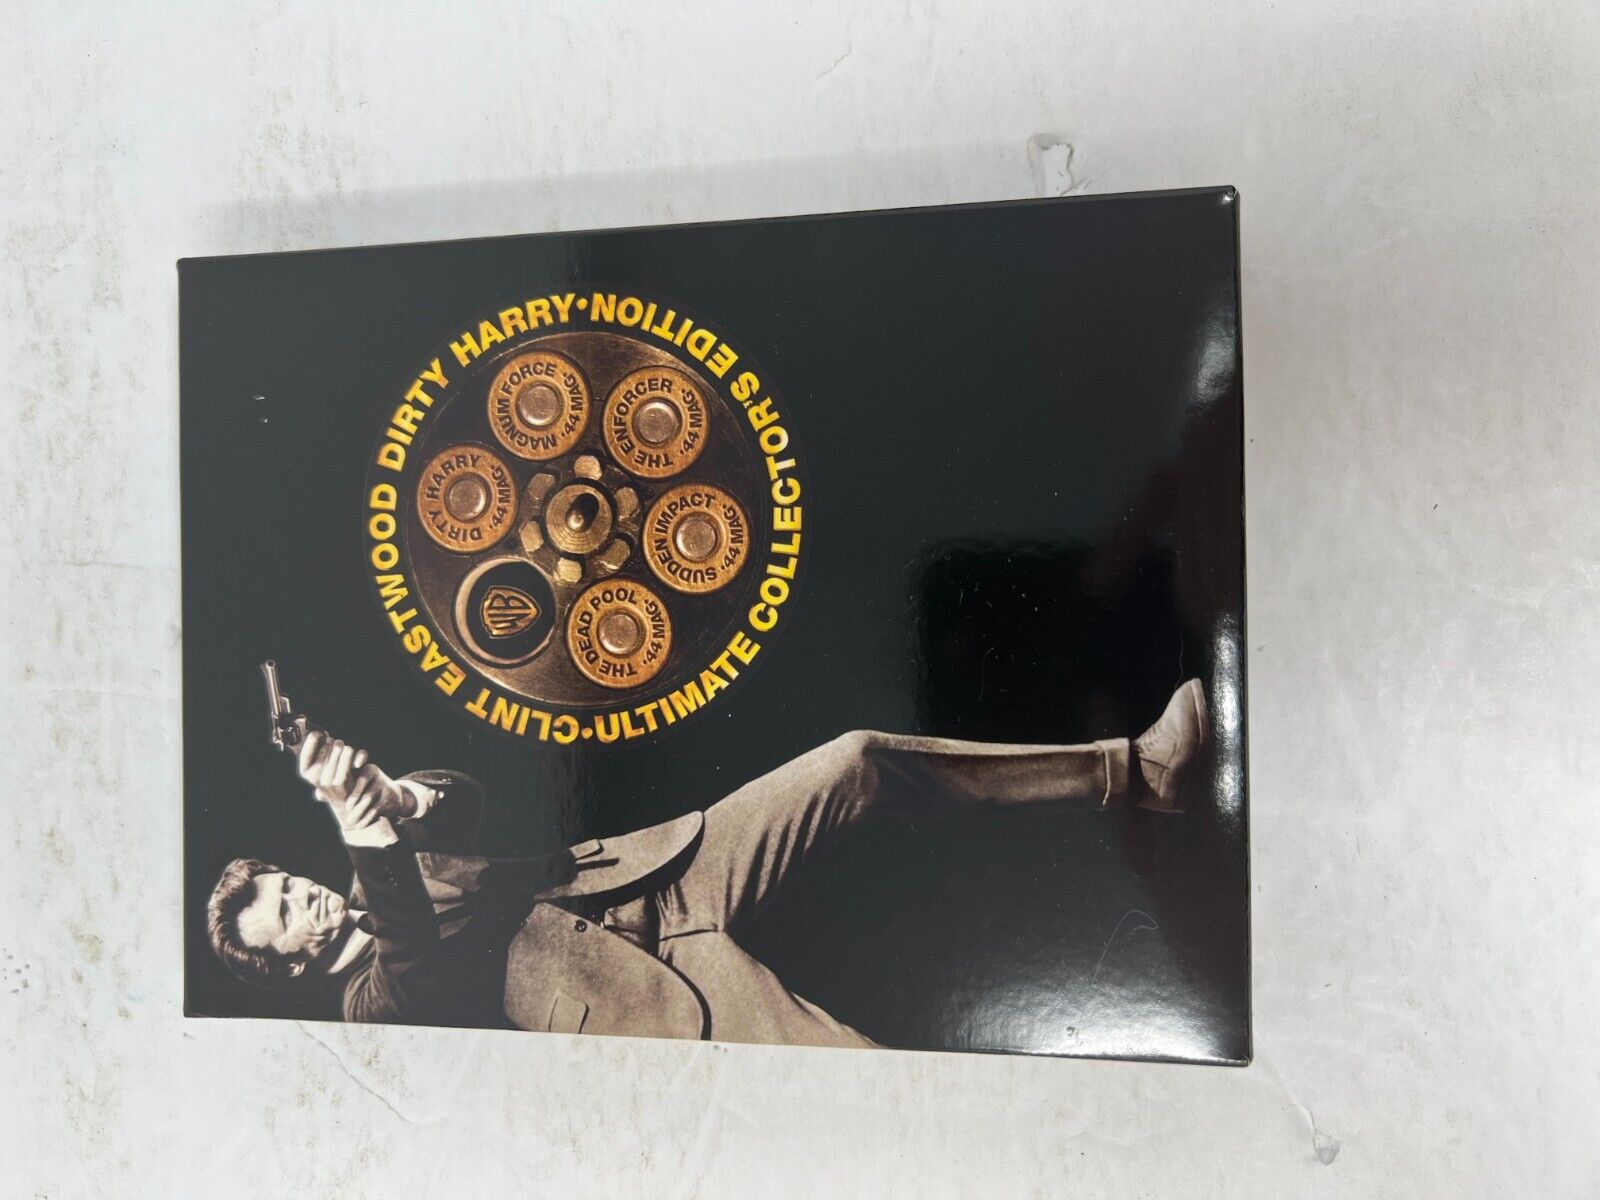 CLINT EASTWOOD DIRTY HARRY•
ULTIMATE COLLECTOR'S EDITIION•
DIRTY HARRY
•.44 MAG•
MAGNUM FORCE
•.44 MAG•
THE ENFORCER
•.44 MAG•
SUDDEN IMPACT
•.44 MAG•
THE DEAD POOL
•.44 MAG•
WB